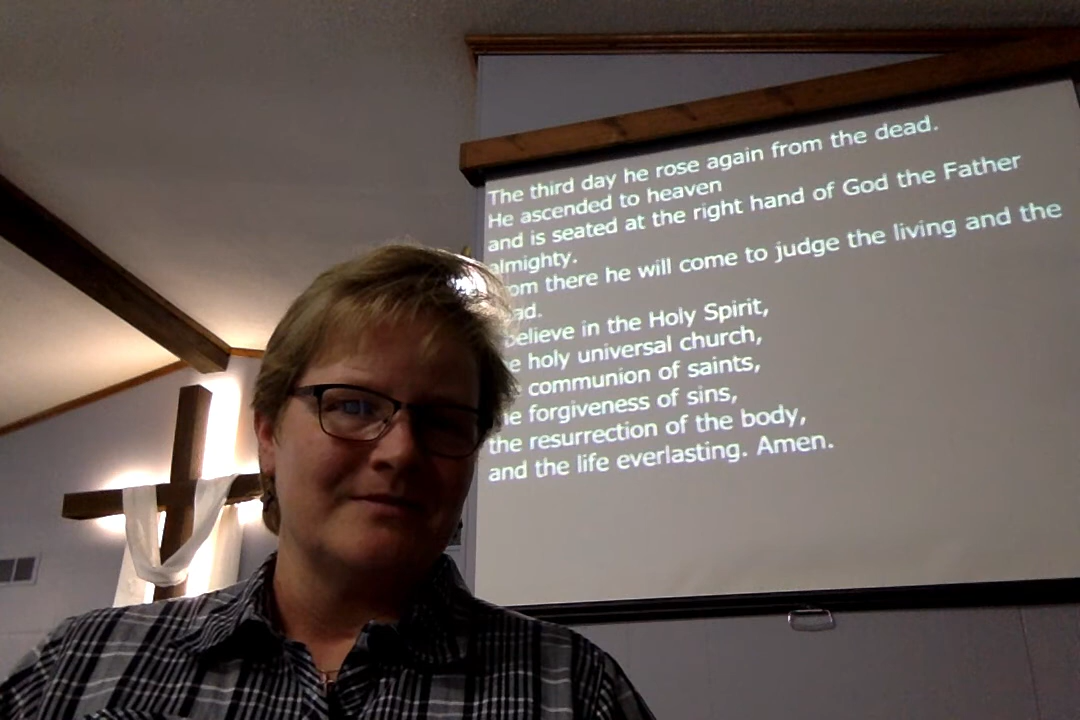 The third day he rose again from the dead.
He ascended to heaven
and is seated at the right hand of God the Father
almighty.
om there he will come to judge the living and the
ad.
believe in the Holy Spirit,
e holy universal church,
communion of saints,
he forgiveness of sins,
the resurrection of the body,
and the life everlasting. Amen.